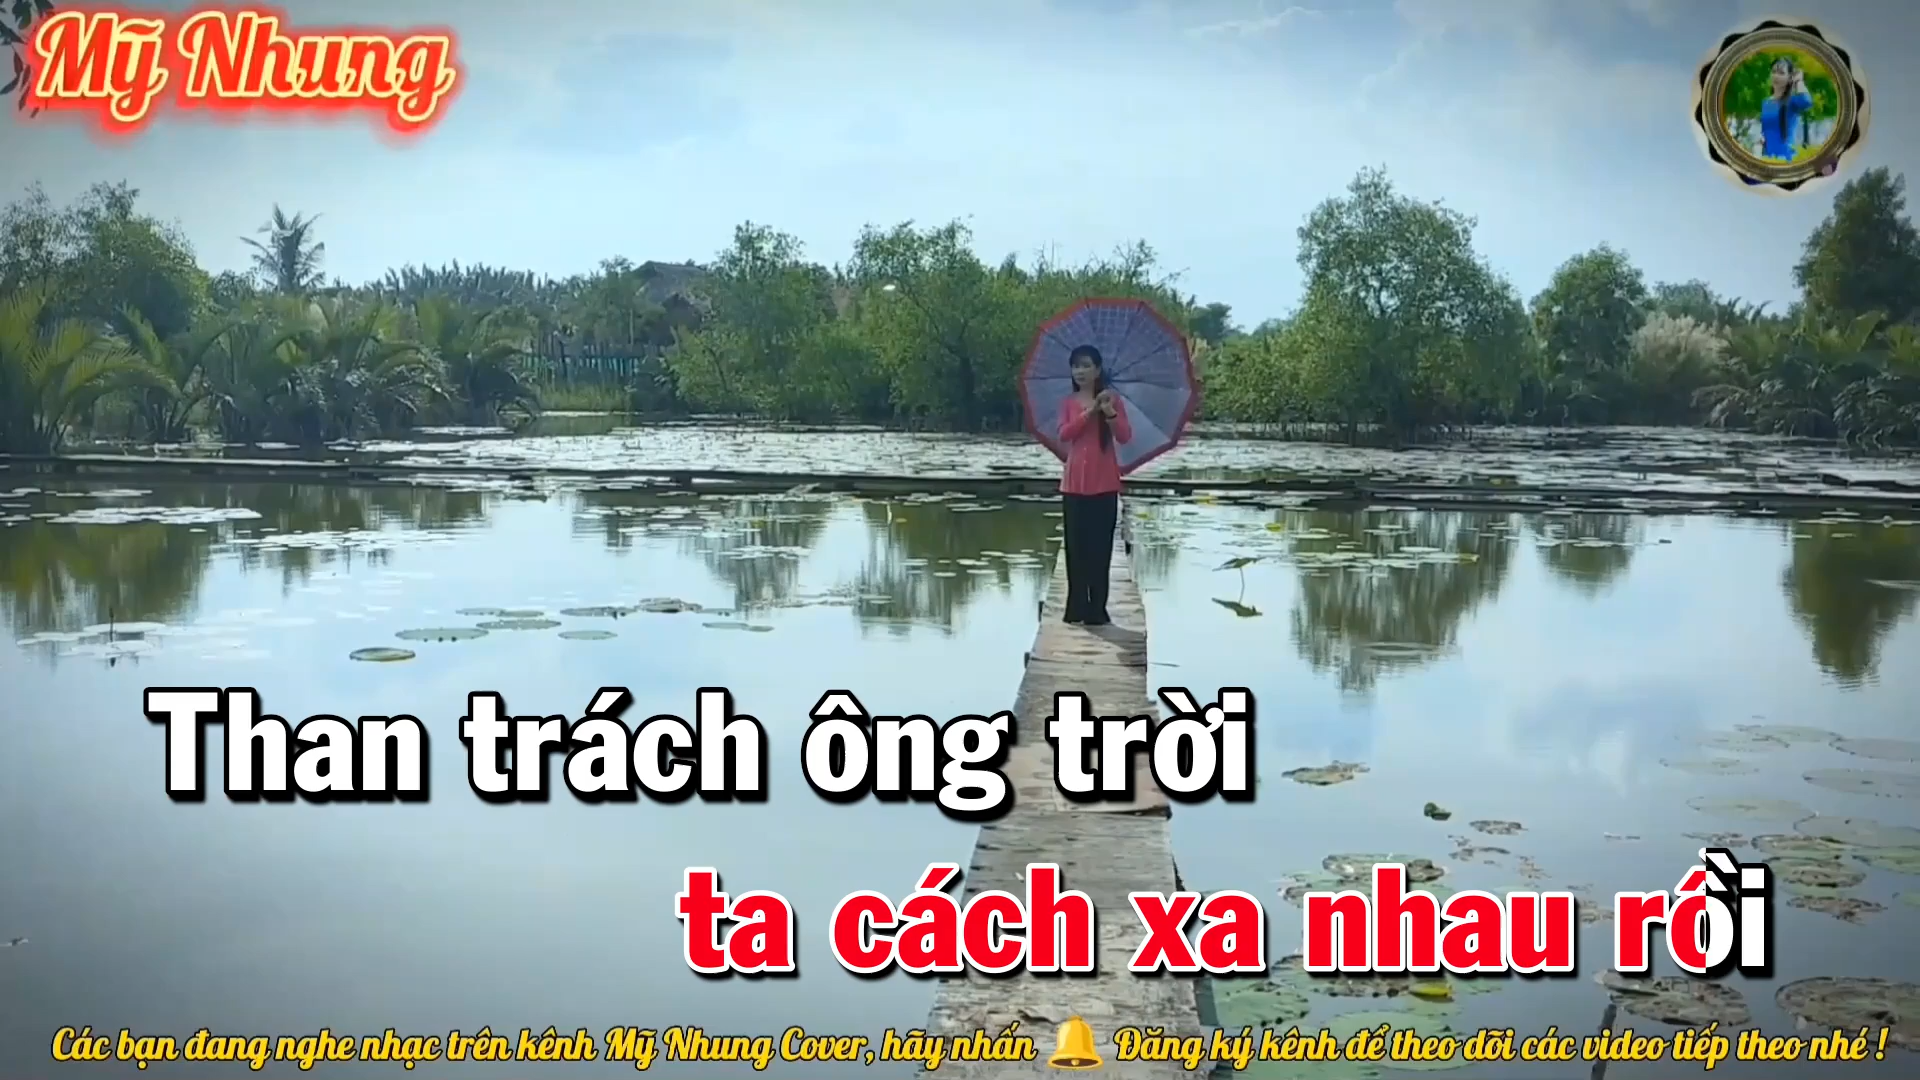 Mỹ Nhung
Than trách ông trời
ta cách xa nhau rồi
Các bạn đang nghe nhạc trên kênh Mỹ Nhung Cover, hãy nhấn 🔔 Đăng ký kênh để theo dõi các video tiếp theo nhé !